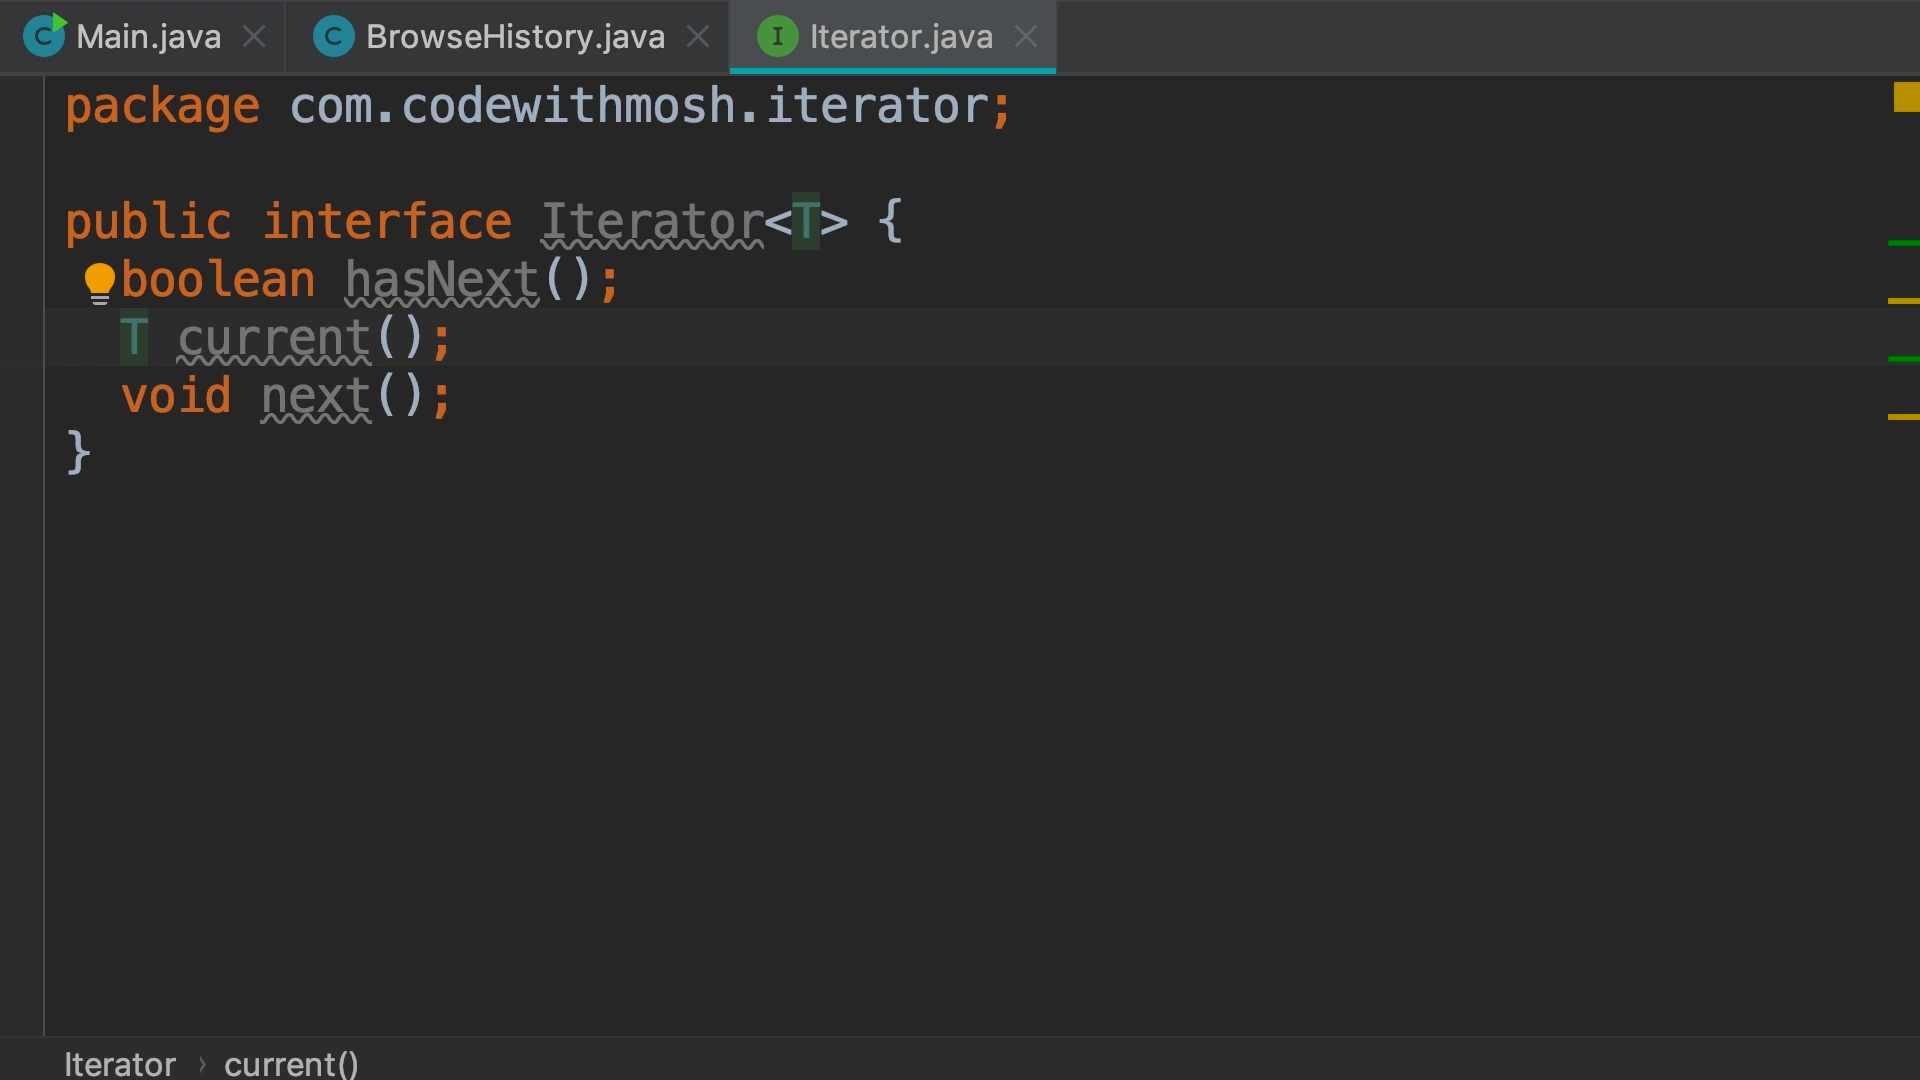 Main.java BrowseHistory.java Iterator.java
package com.codewithmosh.iterator;
public interface Iterator<T> {
boolean hasNext();
T current();
void next();
}
Iterator › current()